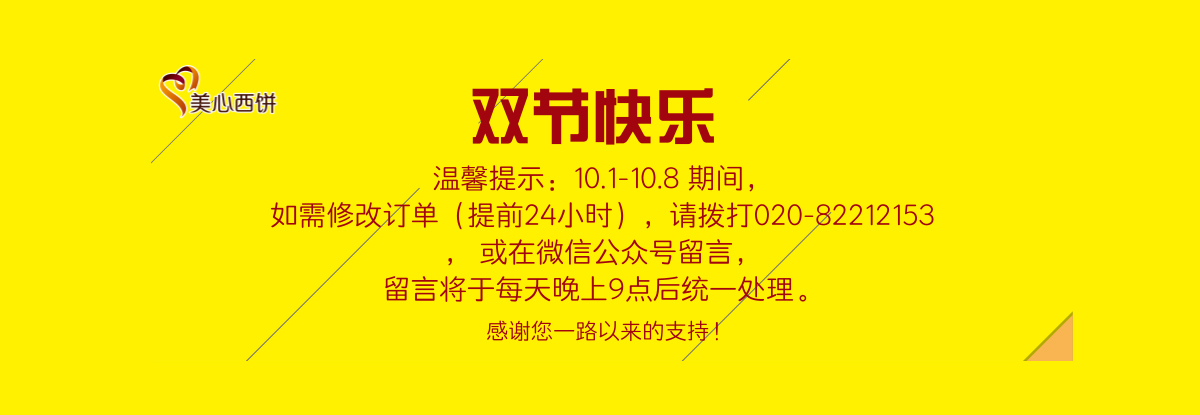 美心西饼
双节快乐
温馨提示：10.1-10.8 期间，
如需修改订单（提前24小时），请拨打020-82212153
， 或在微信公众号留言，
留言将于每天晚上9点后统一处理。
感谢您一路以来的支持！